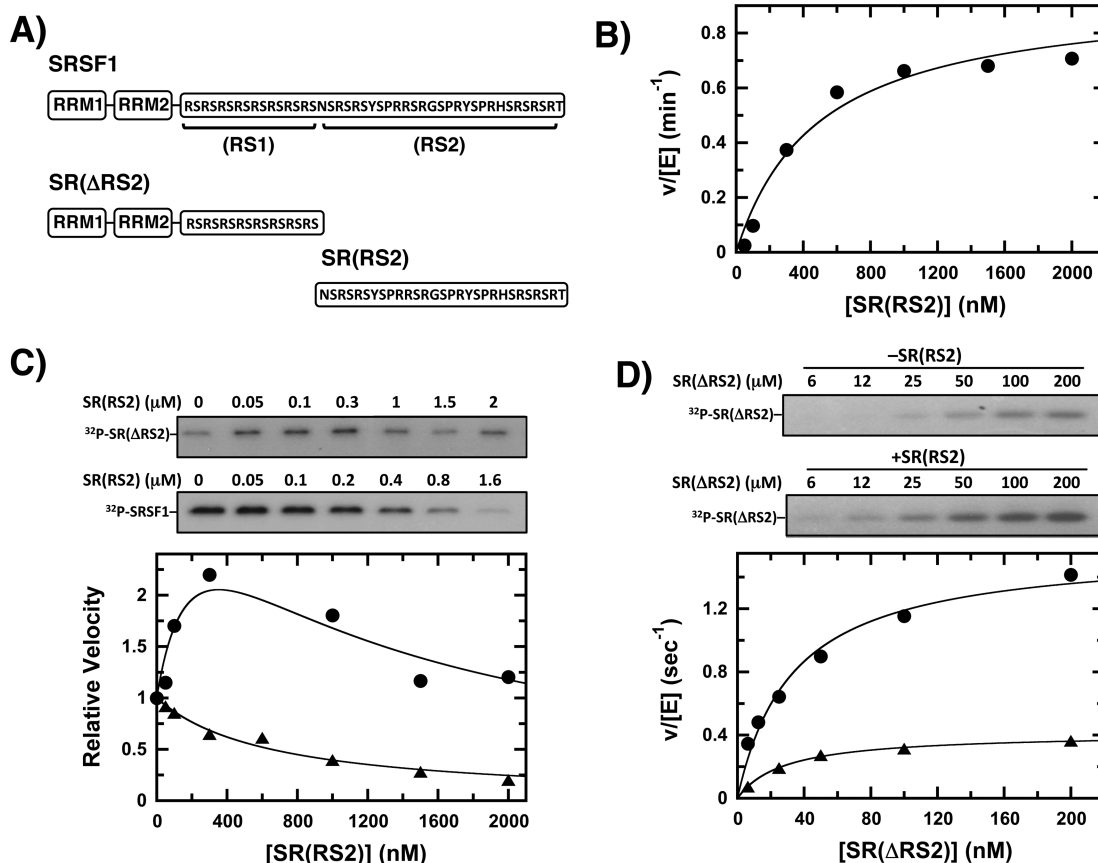 A)
SRSF1
RRM1 RRM2 RSRSRSRSRSRSRSRSNSRSRSYSPRRSRGSPRYSPRHSRSRSRT
(RS1) (RS2)
SR(ΔRS2)
RRM1 RRM2 RSRSRSRSRSRSRSRS
SR(RS2)
NSRSRSYSPRRSRGSPRYSPRHSRSRSRT
B)
v/[E] (min⁻¹)
0.8
0.6
0.4
0.2
0
0 400 800 1200 1600 2000
[SR(RS2)] (nM)
C)
SR(RS2) (μM) 0 0.05 0.1 0.3 1 1.5 2
³²P-SR(ΔRS2)
SR(RS2) (μM) 0 0.05 0.1 0.2 0.4 0.8 1.6
³²P-SRSF1
Relative Velocity
2
1.5
1
0.5
0
0 400 800 1200 1600 2000
[SR(RS2)] (nM)
D)
–SR(RS2)
SR(ΔRS2) (μM) 6 12 25 50 100 200
³²P-SR(ΔRS2)
+SR(RS2)
SR(ΔRS2) (μM) 6 12 25 50 100 200
³²P-SR(ΔRS2)
v/[E] (sec⁻¹)
1.2
0.8
0.4
0
0 40 80 120 160 200
[SR(ΔRS2)] nM